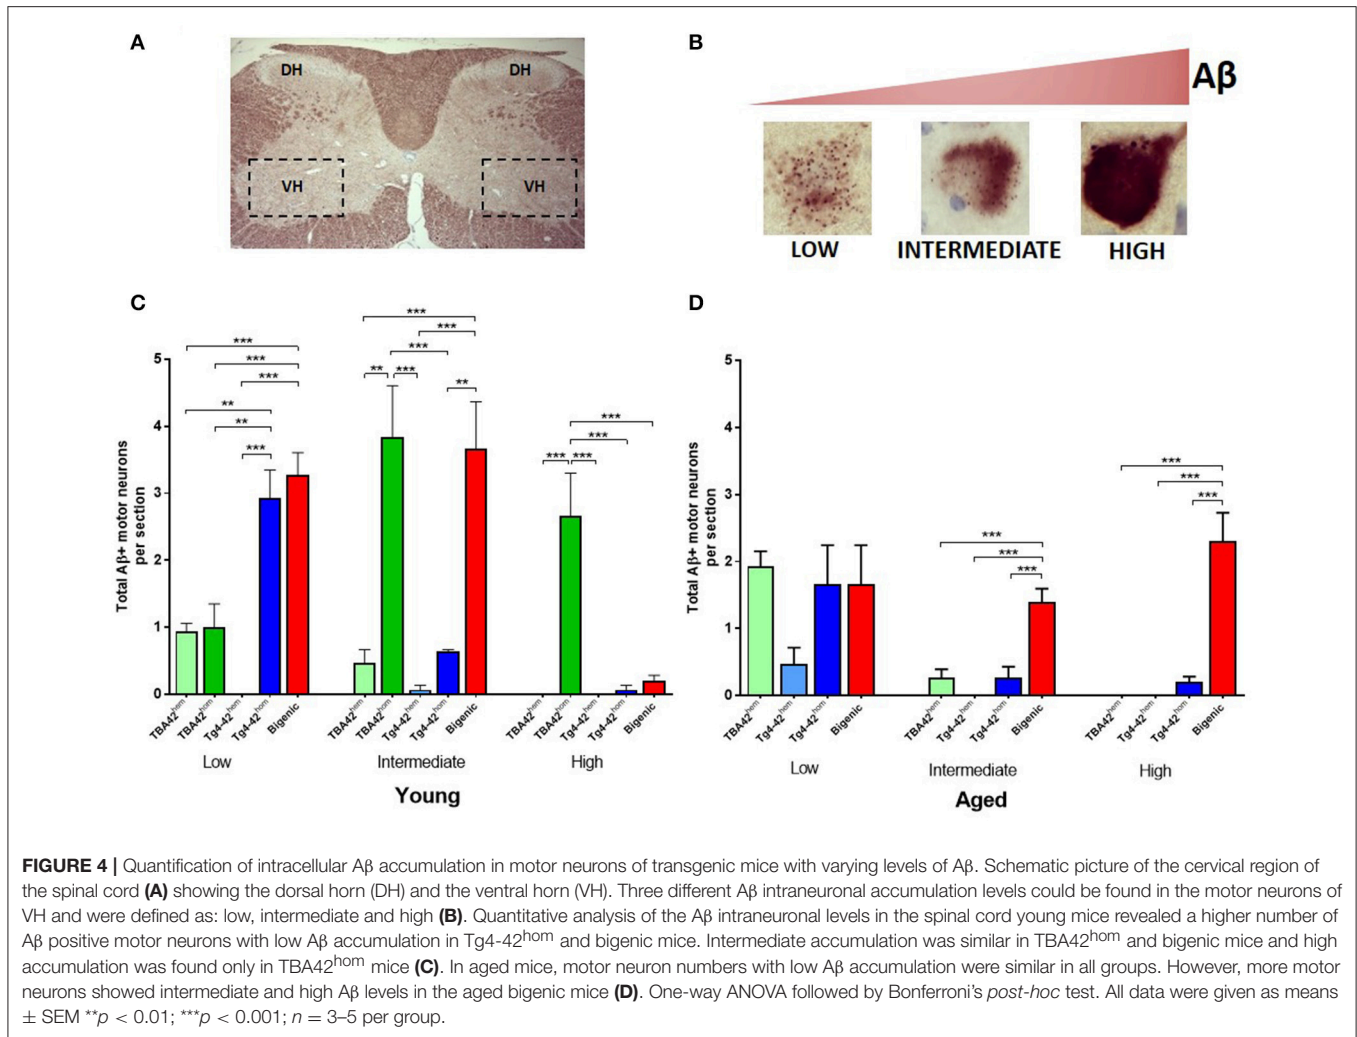 A
DH
DH
VH
VH
B
Aβ
LOW
INTERMEDIATE
HIGH
C
Total Aβ+ motor neurons
per section
5
4
3
2
1
0
***
***
***
**
**
***
***
***
***
**
***
**
***
***
***
***
TBA42hem
TBA42hom
Tg4-42hem
Tg4-42hom
Bigenic
TBA42hem
TBA42hom
Tg4-42hem
Tg4-42hom
Bigenic
TBA42hem
TBA42hom
Tg4-42hem
Tg4-42hom
Bigenic
Low
Intermediate
High
Young
D
Total Aβ+ motor neurons
per section
5
4
3
2
1
0
***
***
***
***
***
***
TBA42hem
Tg4-42hem
Tg4-42hom
Bigenic
TBA42hem
Tg4-42hem
Tg4-42hom
Bigenic
TBA42hem
Tg4-42hem
Tg4-42hom
Bigenic
Low
Intermediate
High
Aged
FIGURE 4 | Quantification of intracellular Aβ accumulation in motor neurons of transgenic mice with varying levels of Aβ. Schematic picture of the cervical region of
the spinal cord (A) showing the dorsal horn (DH) and the ventral horn (VH). Three different Aβ intraneuronal accumulation levels could be found in the motor neurons of
VH and were defined as: low, intermediate and high (B). Quantitative analysis of the Aβ intraneuronal levels in the spinal cord young mice revealed a higher number of
Aβ positive motor neurons with low Aβ accumulation in Tg4-42hom and bigenic mice. Intermediate accumulation was similar in TBA42hom and bigenic mice and high
accumulation was found only in TBA42hom mice (C). In aged mice, motor neuron numbers with low Aβ accumulation were similar in all groups. However, more motor
neurons showed intermediate and high Aβ levels in the aged bigenic mice (D). One-way ANOVA followed by Bonferroni's post-hoc test. All data were given as means
± SEM **p < 0.01; ***p < 0.001; n = 3–5 per group.